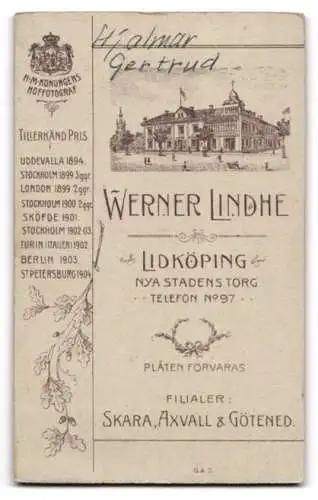 Hjalmar
Gertrud
H·M·KONUNGENS
HOFFOTOGRAF
TILLERKÄND PRIS
I
UDDEVALLA 1894.
STOCKHOLM 1899 3ggr.
LONDON 1899 2 ggr.
STOCKHOLM 1900 2 ggr.
SKÖFDE 1901.
STOCKHOLM 1902 03.
TURIN (ITALIEN) 1902.
BERLIN 1903.
ST PETERSBURG 1904
WERNER LINDHE
LIDKÖPING
NYA STADENS TORG
TELEFON No 97
PLÅTEN FÖRVARAS
FILIALER:
SKARA, AXVALL & GÖTENED.